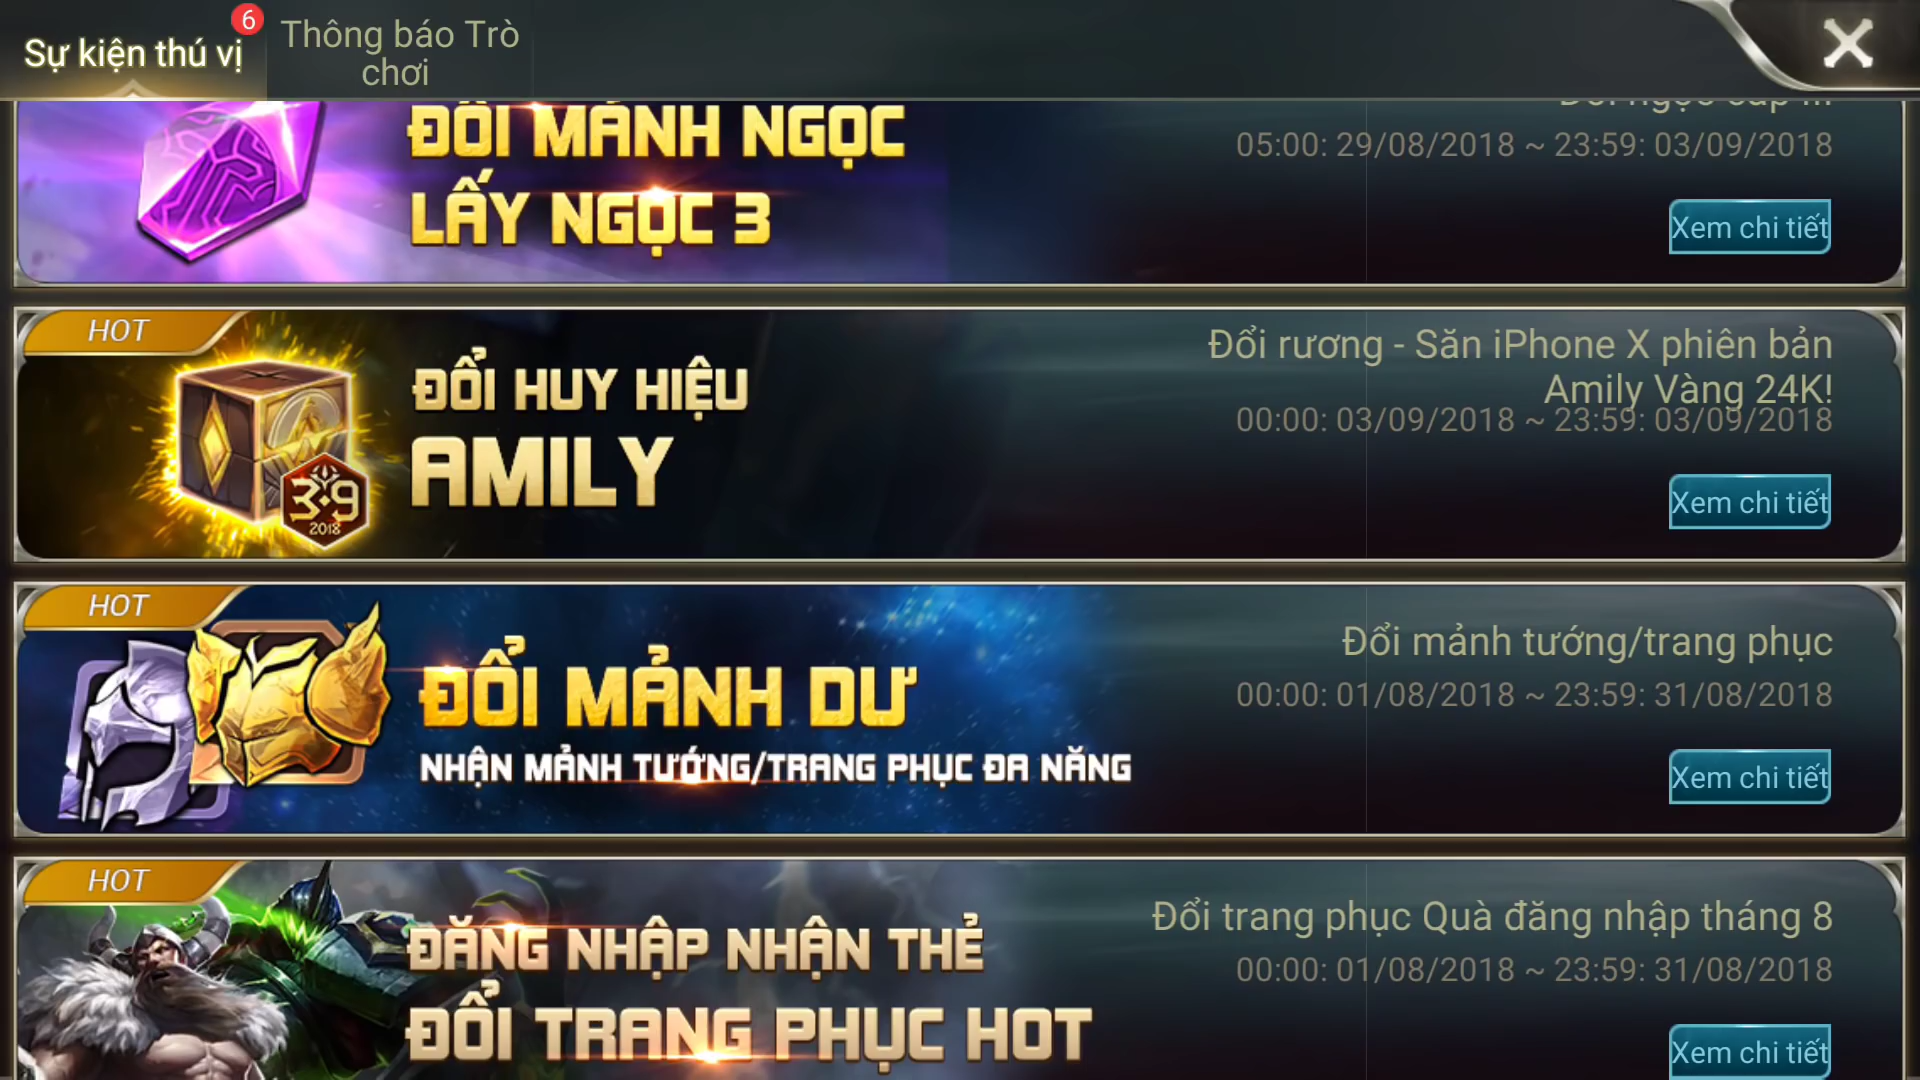 Sự kiện thú vị
6
Thông báo Trò
chơi
ĐỔI MẢNH NGỌC
LẤY NGỌC 3
05:00: 29/08/2018 ~ 23:59: 03/09/2018
Xem chi tiết
HOT
ĐỔI HUY HIỆU
AMILY
3·9
2018
Đổi rương - Săn iPhone X phiên bản
Amily Vàng 24K!
00:00: 03/09/2018 ~ 23:59: 03/09/2018
Xem chi tiết
HOT
ĐỔI MẢNH DƯ
NHẬN MẢNH TƯỚNG/TRANG PHỤC ĐA NĂNG
Đổi mảnh tướng/trang phục
00:00: 01/08/2018 ~ 23:59: 31/08/2018
Xem chi tiết
HOT
ĐĂNG NHẬP NHẬN THẺ
ĐỔI TRANG PHỤC HOT
Đổi trang phục Quà đăng nhập tháng 8
00:00: 01/08/2018 ~ 23:59: 31/08/2018
Xem chi tiết